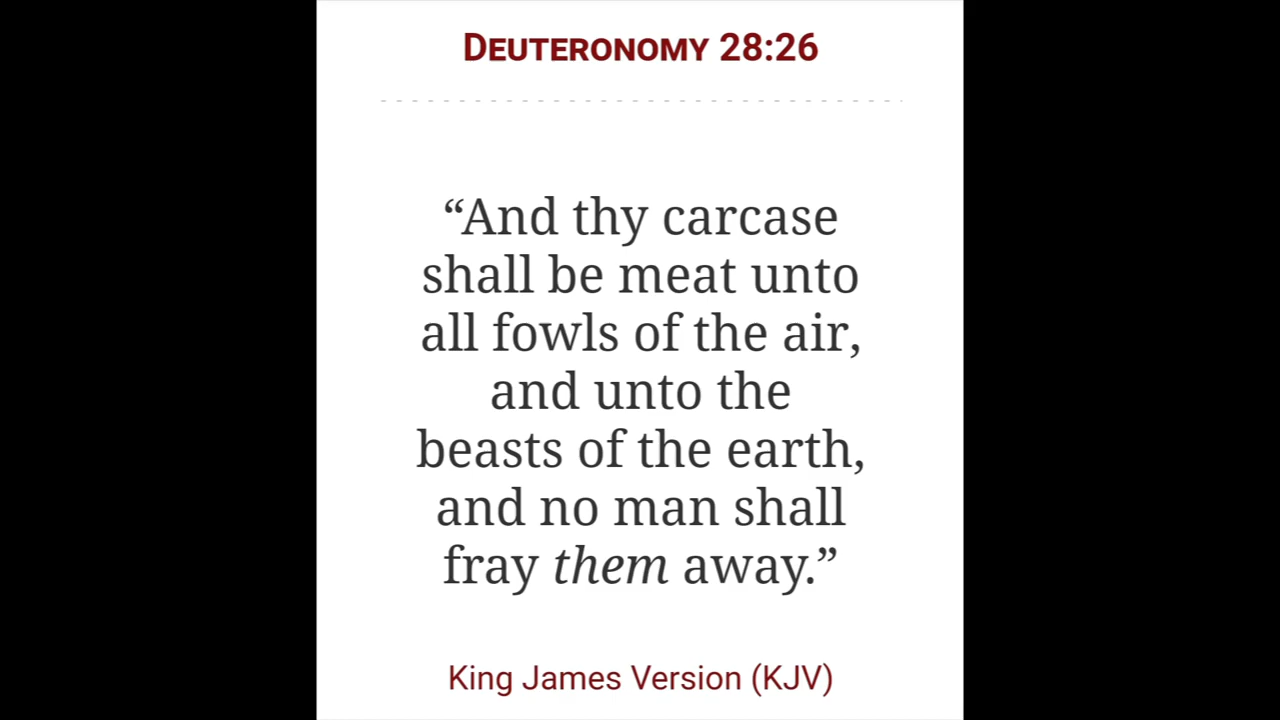 DEUTERONOMY 28:26
“And thy carcase
shall be meat unto
all fowls of the air,
and unto the
beasts of the earth,
and no man shall
fray them away.”
King James Version (KJV)